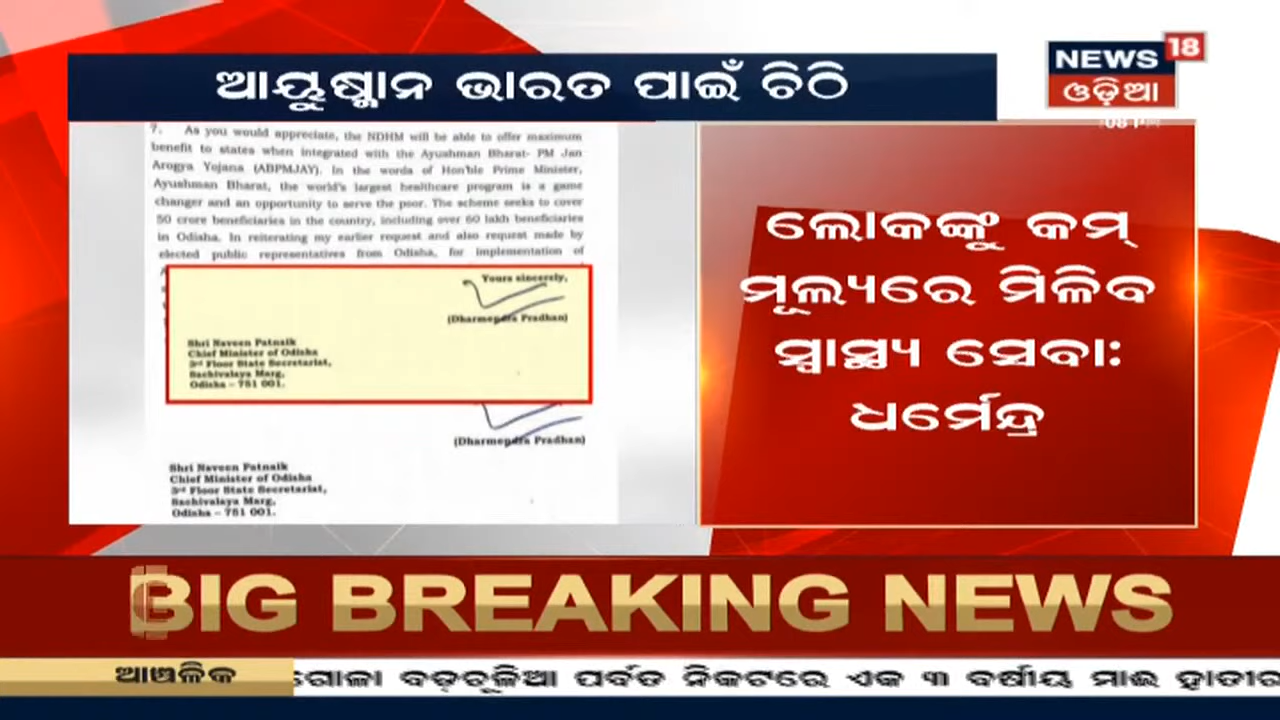 ଆୟୁଷ୍ମାନ ଭାରତ ପାଇଁ ଚିଠି
NEWS 18
ଓଡ଼ିଆ
7. As you would appreciate, the NDHM will be able to offer maximum
benefit to states when integrated with the Ayushman Bharat- PM Jan
Arogya Yojana (ABPMJAY). In the words of Hon'ble Prime Minister,
Ayushman Bharat, the world's largest healthcare program is a game
changer and an opportunity to serve the poor. The scheme seeks to cover
50 crore beneficiaries in the country, including over 60 lakh beneficiaries
in Odisha. In reiterating my earlier request and also request made by
elected public representatives from Odisha, for implementation of
Yours sincerely,
(Dharmendra Pradhan)
Shri Naveen Patnaik
Chief Minister of Odisha
3rd Floor State Secretariat,
Sachivalaya Marg,
Odisha – 751 001.
(Dharmendra Pradhan)
Shri Naveen Patnaik
Chief Minister of Odisha
3rd Floor State Secretariat,
Sachivalaya Marg,
Odisha – 751 001.
ଲୋକଙ୍କୁ କମ୍
ମୂଲ୍ୟରେ ମିଳିବ
ସ୍ୱାସ୍ଥ୍ୟ ସେବା:
ଧର୍ମେନ୍ଦ୍ର
BIG BREAKING NEWS
ଆଞ୍ଚଳିକ
ବଡ଼ଚୂଳିଆ ପର୍ବତ ନିକଟରେ ଏକ ୩ ବର୍ଷୀୟ ମାଈ ହାତୀର